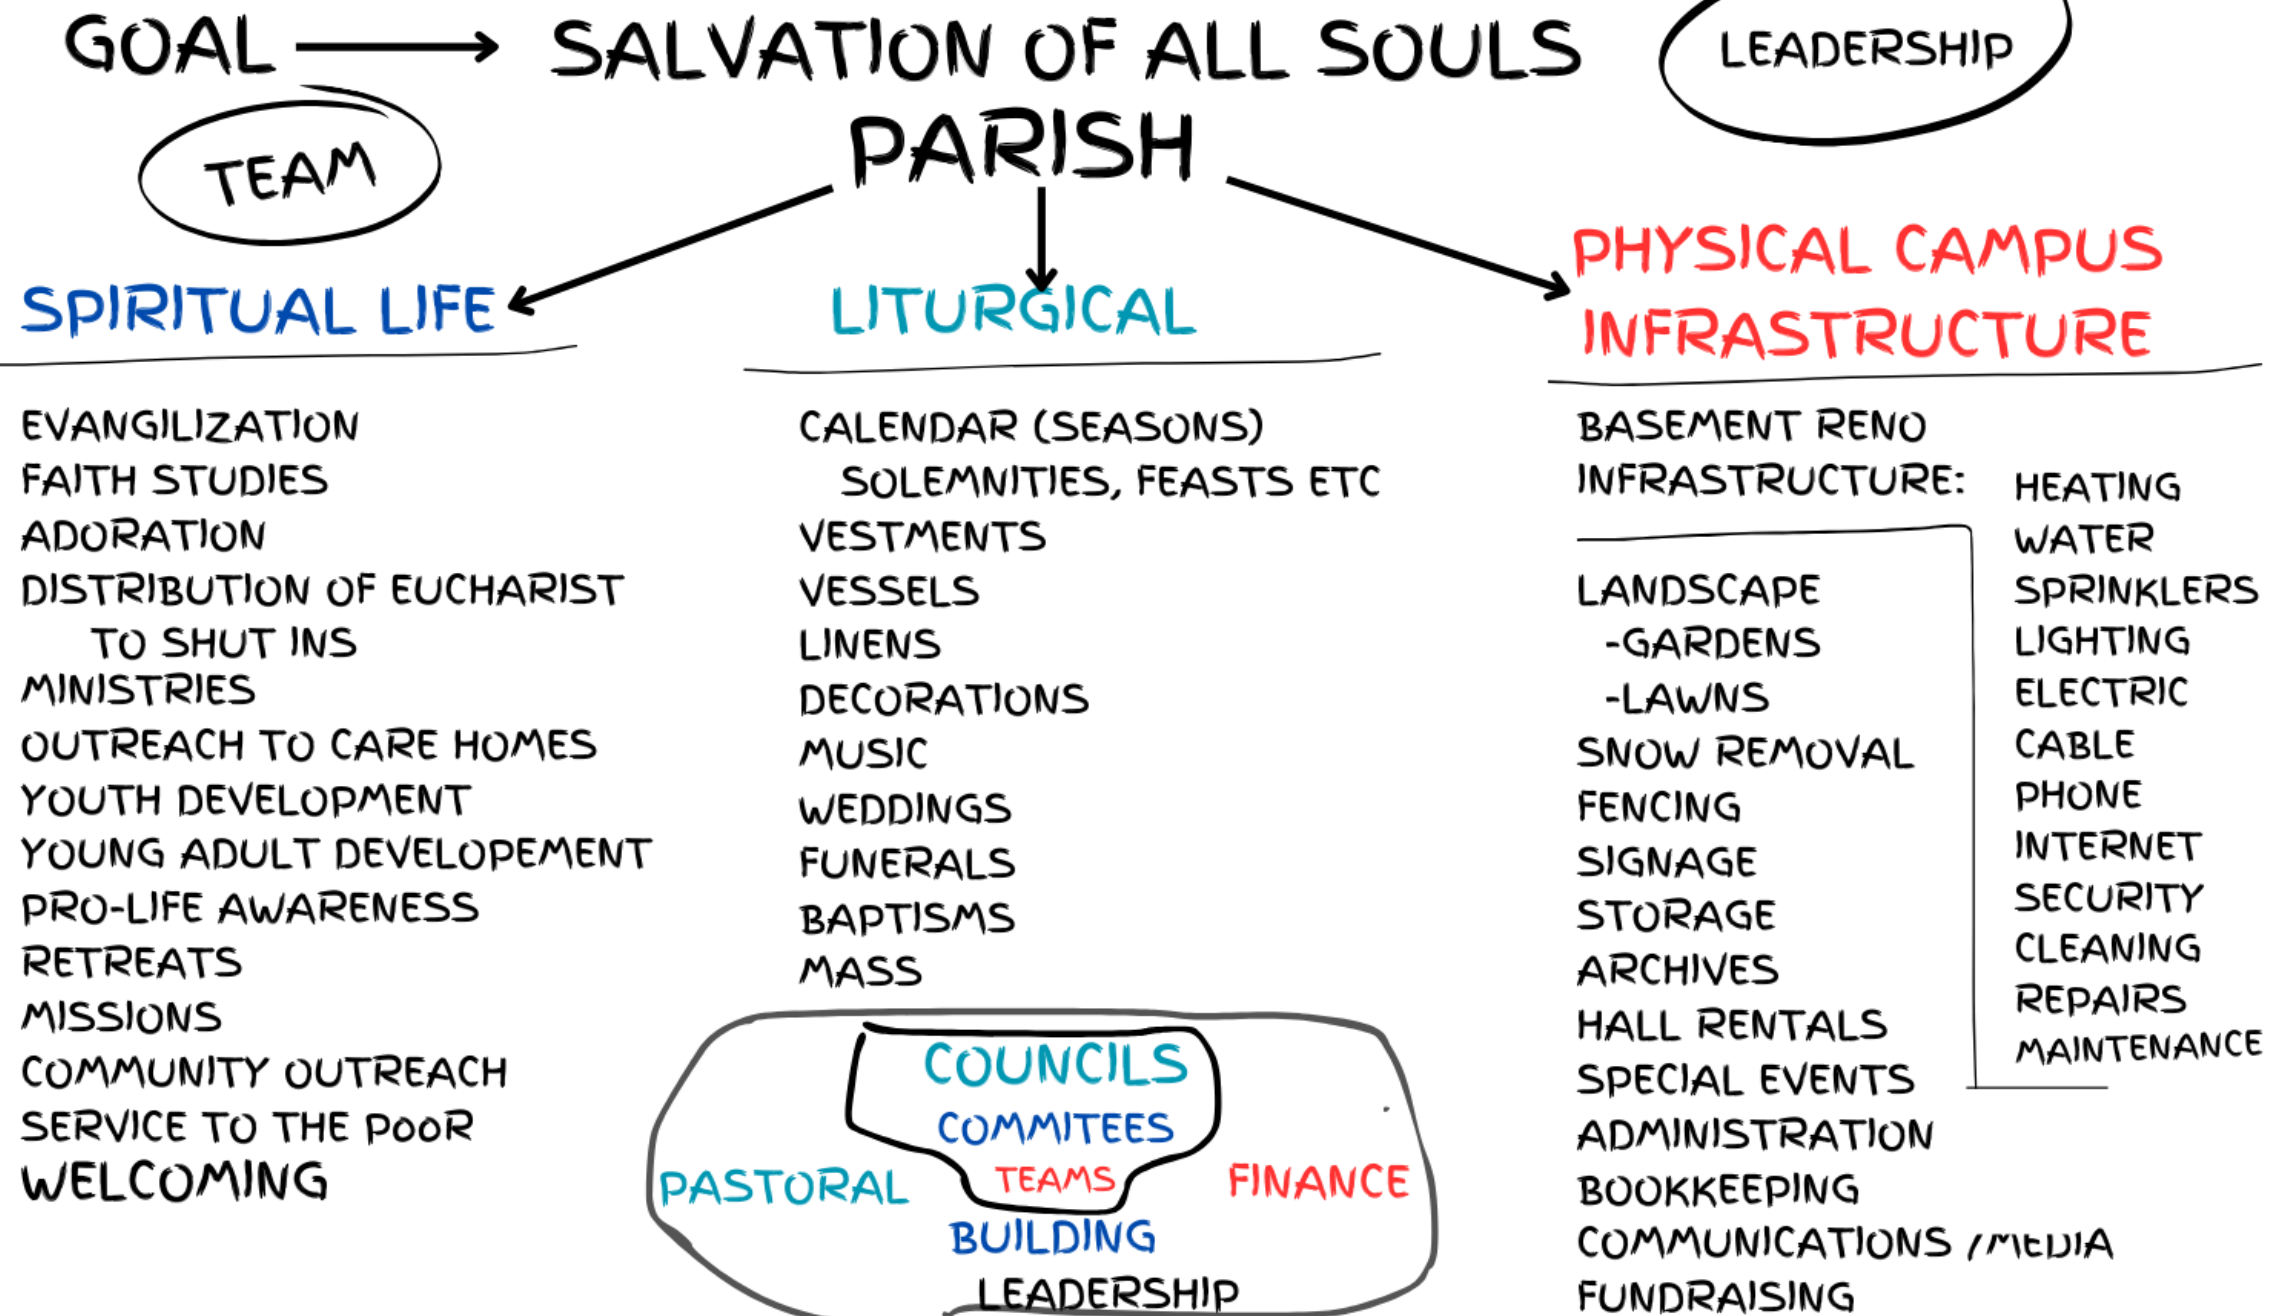 GOAL
SALVATION OF ALL SOULS
LEADERSHIP
TEAM
PARISH
SPIRITUAL LIFE
EVANGILIZATION
FAITH STUDIES
ADORATION
DISTRIBUTION OF EUCHARIST
TO SHUT INS
MINISTRIES
OUTREACH TO CARE HOMES
YOUTH DEVELOPMENT
YOUNG ADULT DEVELOPEMENT
PRO-LIFE AWARENESS
RETREATS
MISSIONS
COMMUNITY OUTREACH
SERVICE TO THE POOR
WELCOMING
LITURGICAL
CALENDAR (SEASONS)
SOLEMNITIES, FEASTS ETC
VESTMENTS
VESSELS
LINENS
DECORATIONS
MUSIC
WEDDINGS
FUNERALS
BAPTISMS
MASS
COUNCILS
COMMITEES
TEAMS
PASTORAL
FINANCE
BUILDING
LEADERSHIP
PHYSICAL CAMPUS
INFRASTRUCTURE
BASEMENT RENO
INFRASTRUCTURE:
HEATING
WATER
SPRINKLERS
LIGHTING
ELECTRIC
CABLE
PHONE
INTERNET
SECURITY
CLEANING
REPAIRS
MAINTENANCE
LANDSCAPE
-GARDENS
-LAWNS
SNOW REMOVAL
FENCING
SIGNAGE
STORAGE
ARCHIVES
HALL RENTALS
SPECIAL EVENTS
ADMINISTRATION
BOOKKEEPING
COMMUNICATIONS /MEDIA
FUNDRAISING